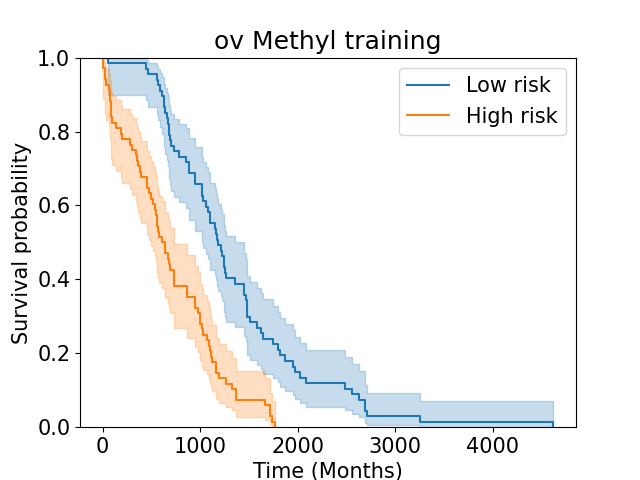 ov Methyl training
Low risk
High risk
Survival probability
1.0
0.8
0.6
0.4
0.2
0.0
0
1000
2000
3000
4000
Time (Months)